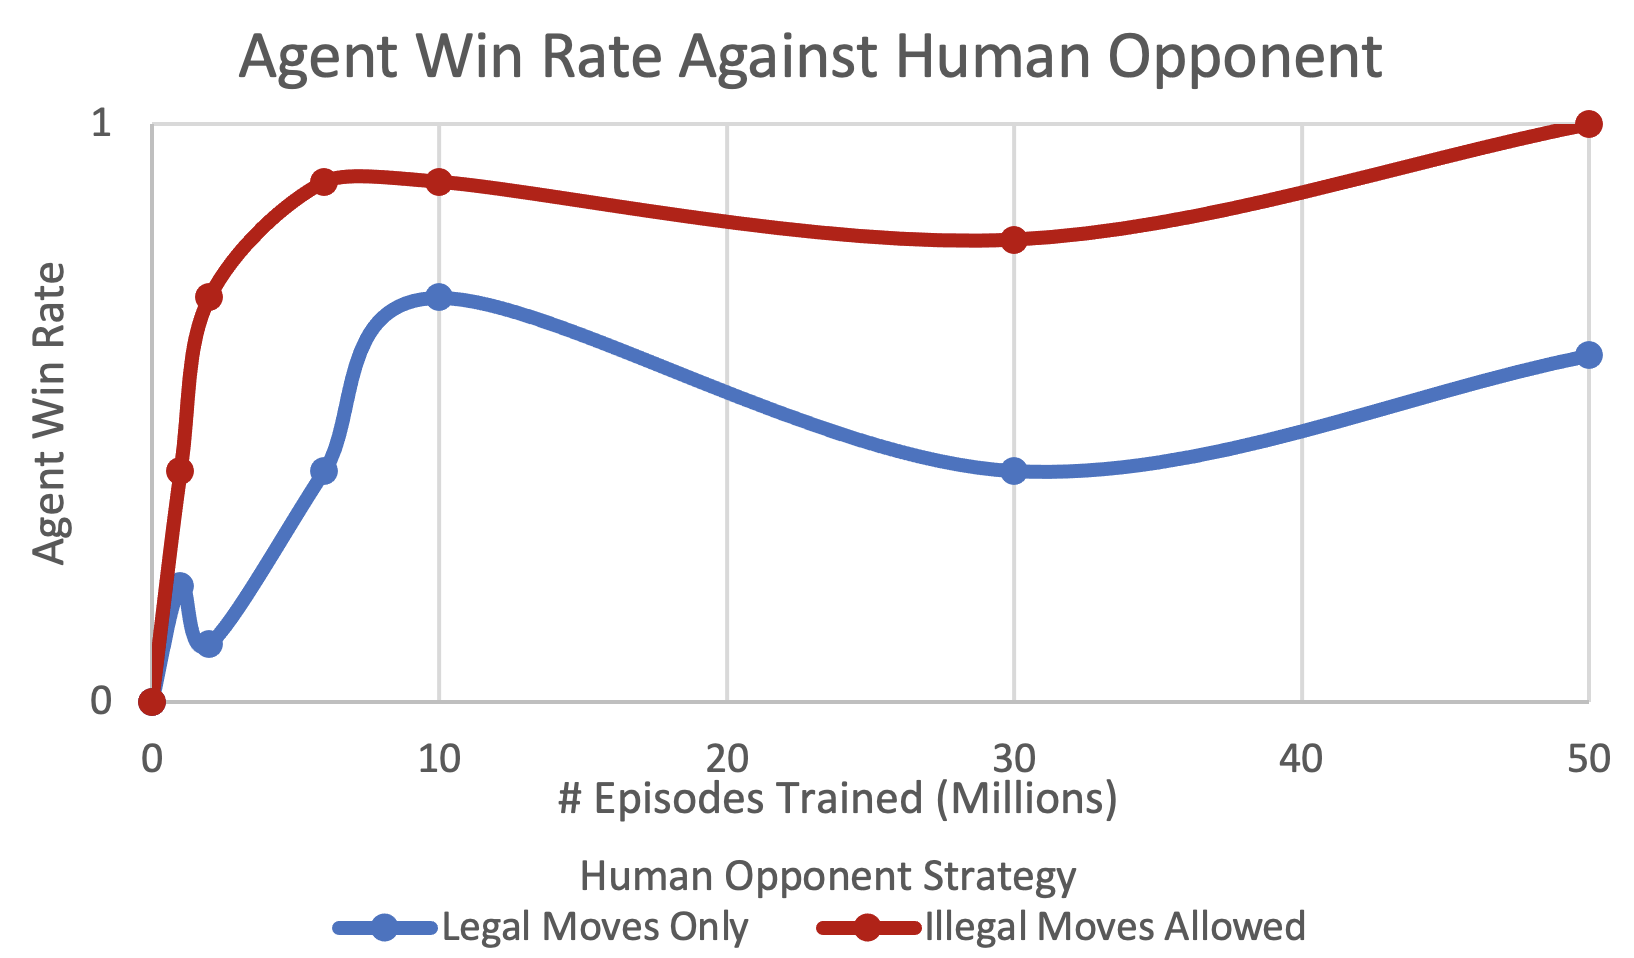 Agent Win Rate Against Human Opponent
1
Agent Win Rate
0
0 10 20 30 40 50
# Episodes Trained (Millions)
Human Opponent Strategy
Legal Moves Only Illegal Moves Allowed